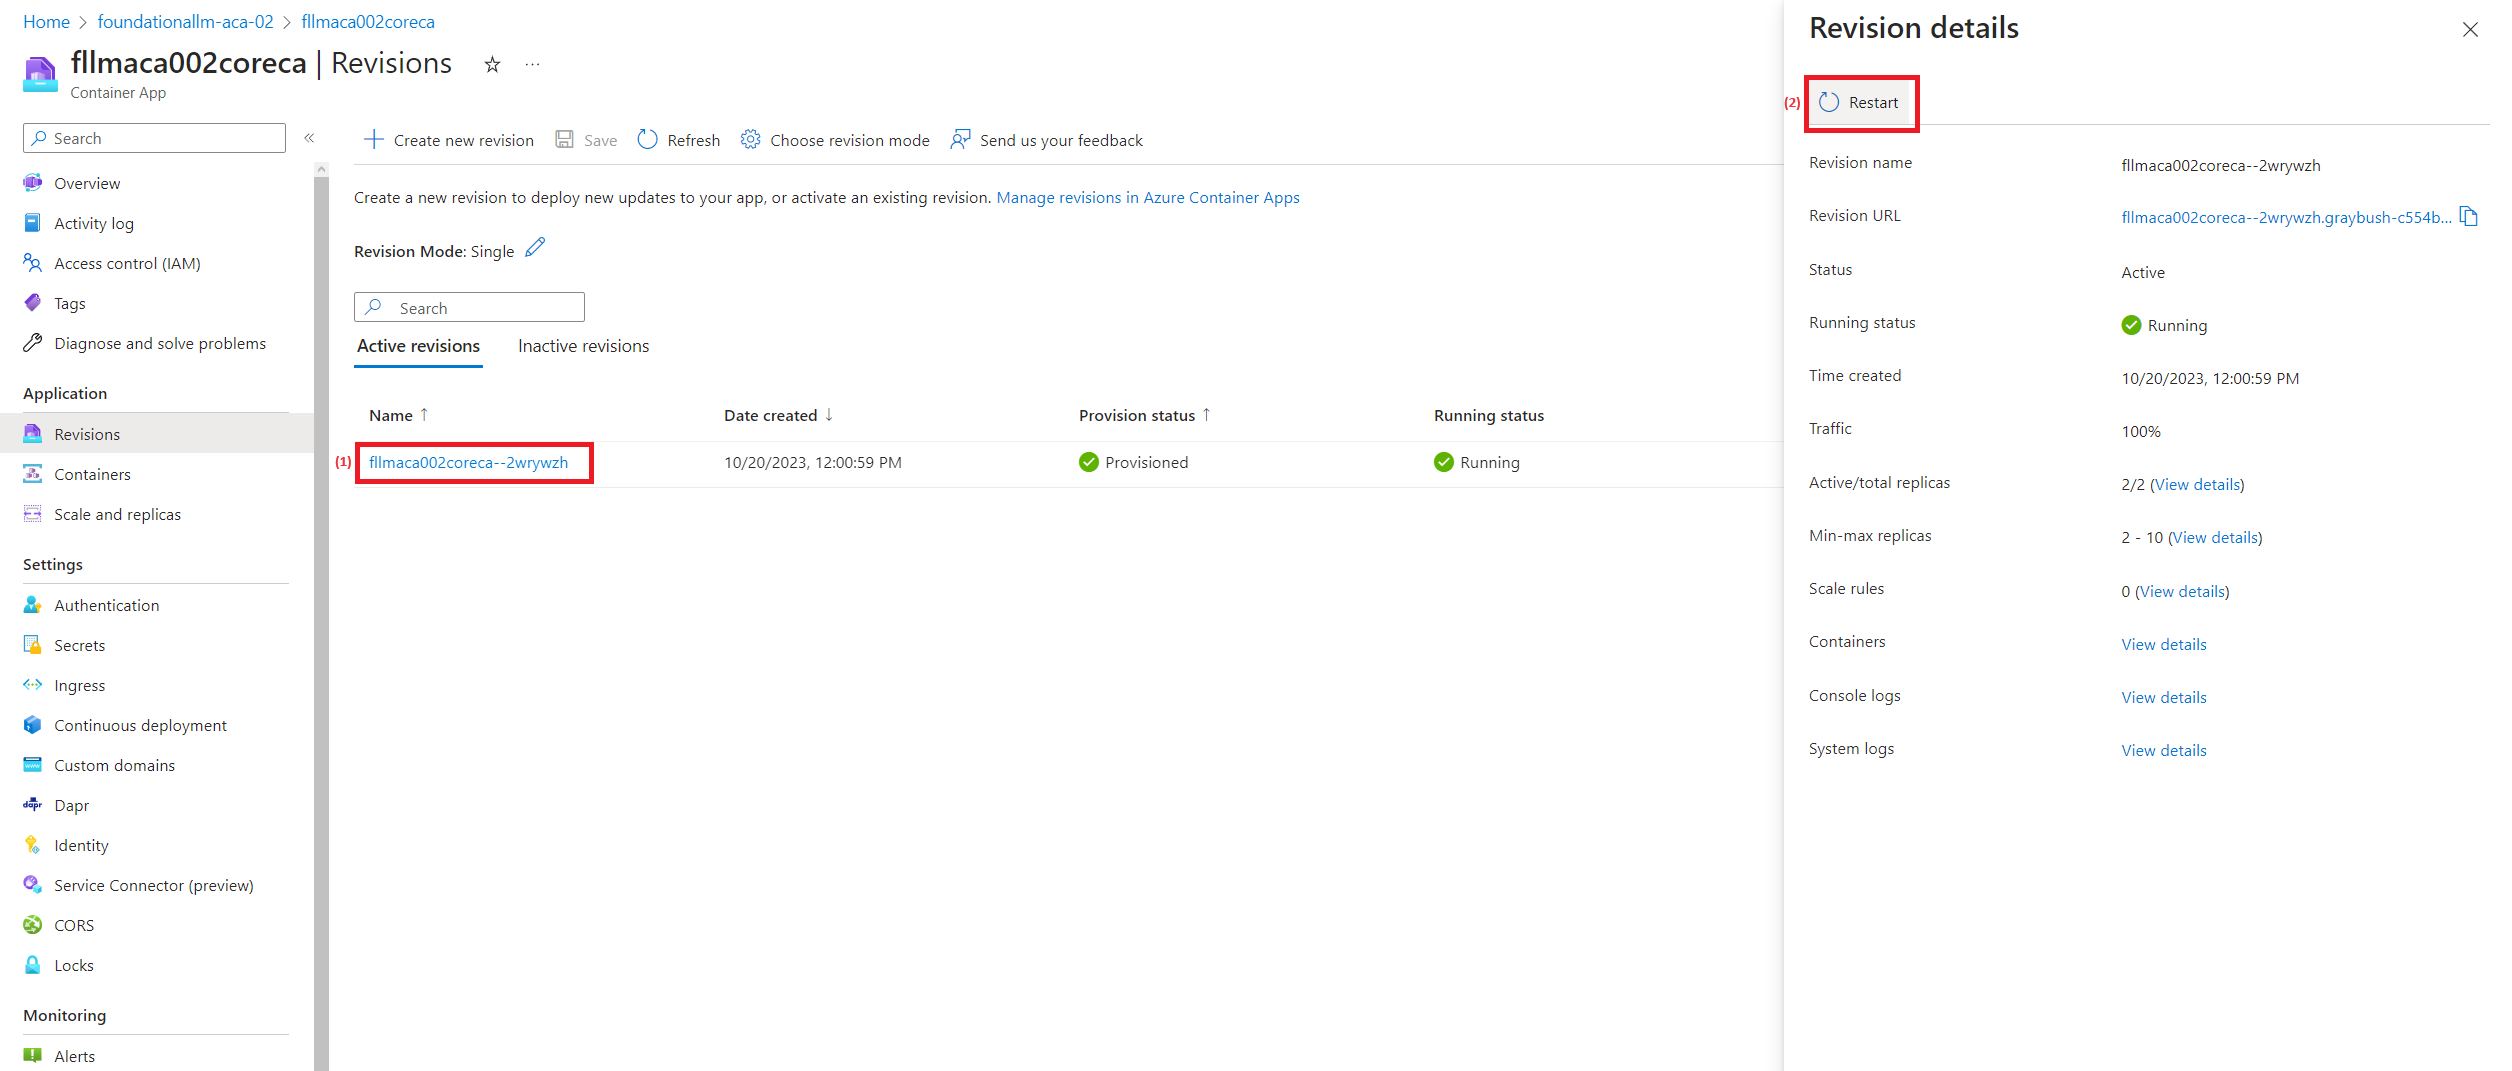 Home > foundationallm-aca-02 > fllmaca002coreca
fllmaca002coreca | Revisions ...
Container App
Search
Overview
Activity log
Access control (IAM)
Tags
Diagnose and solve problems
Application
Revisions
Containers
Scale and replicas
Settings
Authentication
Secrets
Ingress
Continuous deployment
Custom domains
dapr Dapr
Identity
Service Connector (preview)
CORS
Locks
Monitoring
Alerts
Create new revision Save Refresh Choose revision mode Send us your feedback
Create a new revision to deploy new updates to your app, or activate an existing revision. Manage revisions in Azure Container Apps
Revision Mode: Single
Search
Active revisions Inactive revisions
Name ↑ Date created ↓ Provision status ↑ Running status
(1) fllmaca002coreca--2wrywzh 10/20/2023, 12:00:59 PM Provisioned Running
Revision details
(2) Restart
Revision name fllmaca002coreca--2wrywzh
Revision URL fllmaca002coreca--2wrywzh.graybush-c554b...
Status Active
Running status Running
Time created 10/20/2023, 12:00:59 PM
Traffic 100%
Active/total replicas 2/2 (View details)
Min-max replicas 2 - 10 (View details)
Scale rules 0 (View details)
Containers View details
Console logs View details
System logs View details